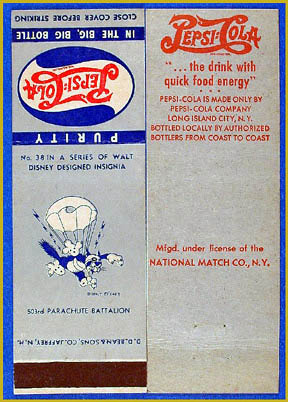 CLOSE COVER BEFORE STRIKING
IN THE BIG, BIG BOTTLE
PEPSI-COLA
PURITY
No. 38 IN A SERIES OF WALT
DISNEY DESIGNED INSIGNIA
503rd PARACHUTE BATTALION
D. D. BEAN & SONS, CO. JAFFREY, N.H.
PEPSI-COLA
"... the drink with
quick food energy"
PEPSI-COLA IS MADE ONLY BY
PEPSI-COLA COMPANY
LONG ISLAND CITY, N.Y.
BOTTLED LOCALLY BY AUTHORIZED
BOTTLERS FROM COAST TO COAST
Mfgd. under license of the
NATIONAL MATCH CO., N.Y.